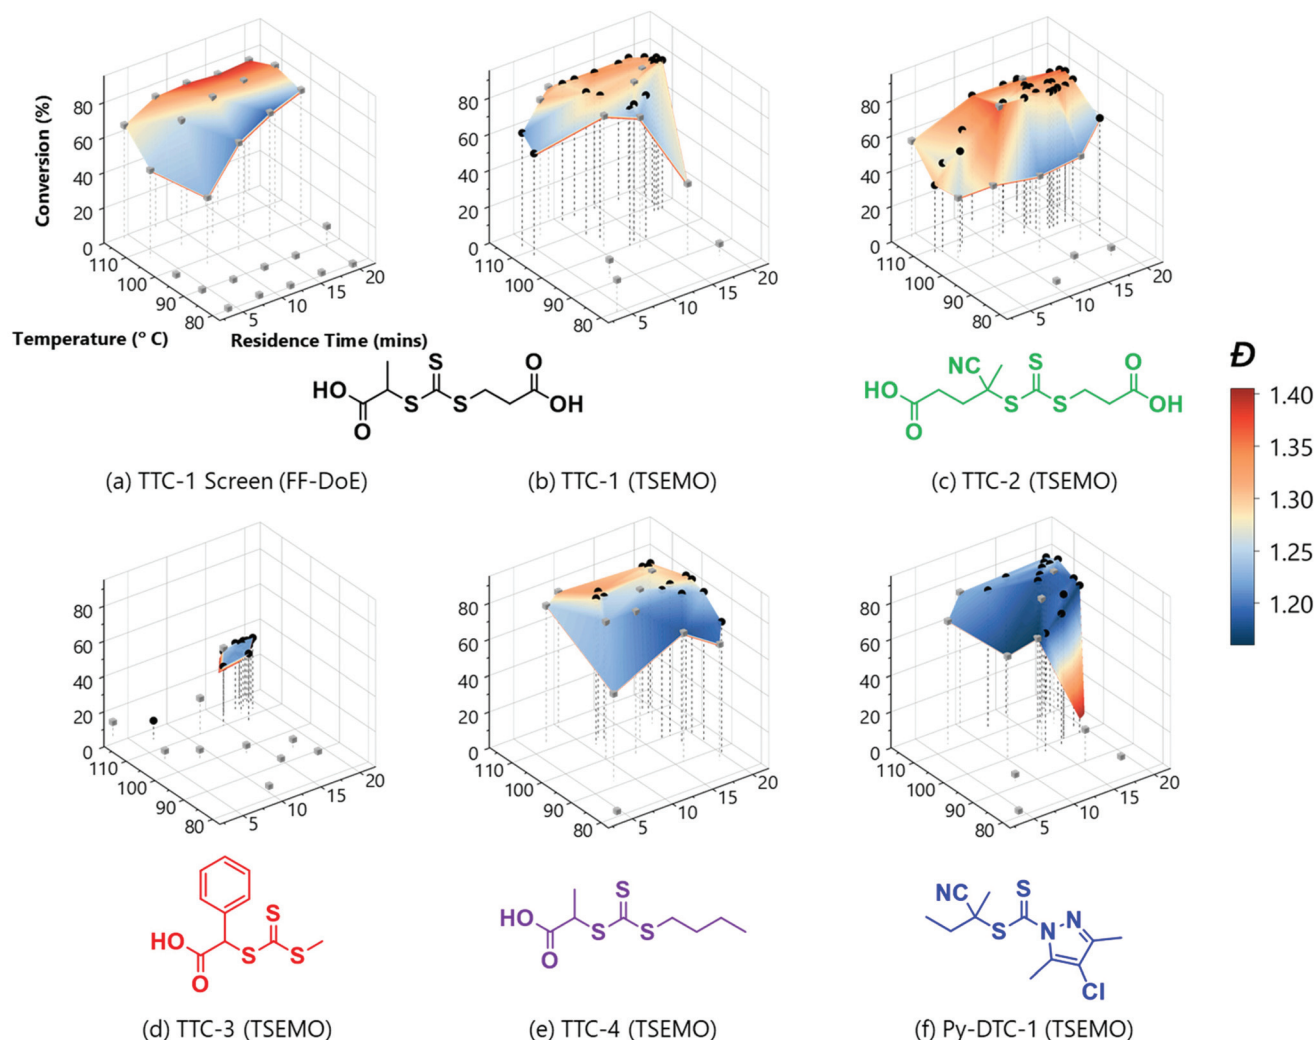 Conversion (%)
80
60
40
20
0
110
100
90
80
5
10
15
20
Temperature (° C)
Residence Time (mins)
80
60
40
20
0
110
100
90
80
5
10
15
20
80
60
40
20
0
110
100
90
80
5
10
15
20
HO
O
S
S
S
O
OH
HO
O
NC
S
S
S
O
OH
Đ
1.40
1.35
1.30
1.25
1.20
(a) TTC-1 Screen (FF-DoE)
(b) TTC-1 (TSEMO)
(c) TTC-2 (TSEMO)
80
60
40
20
0
110
100
90
80
5
10
15
20
80
60
40
20
0
110
100
90
80
5
10
15
20
80
60
40
20
0
110
100
90
80
5
10
15
20
HO
O
S
S
S
HO
O
S
S
S
NC
S
S
N
N
Cl
(d) TTC-3 (TSEMO)
(e) TTC-4 (TSEMO)
(f) Py-DTC-1 (TSEMO)